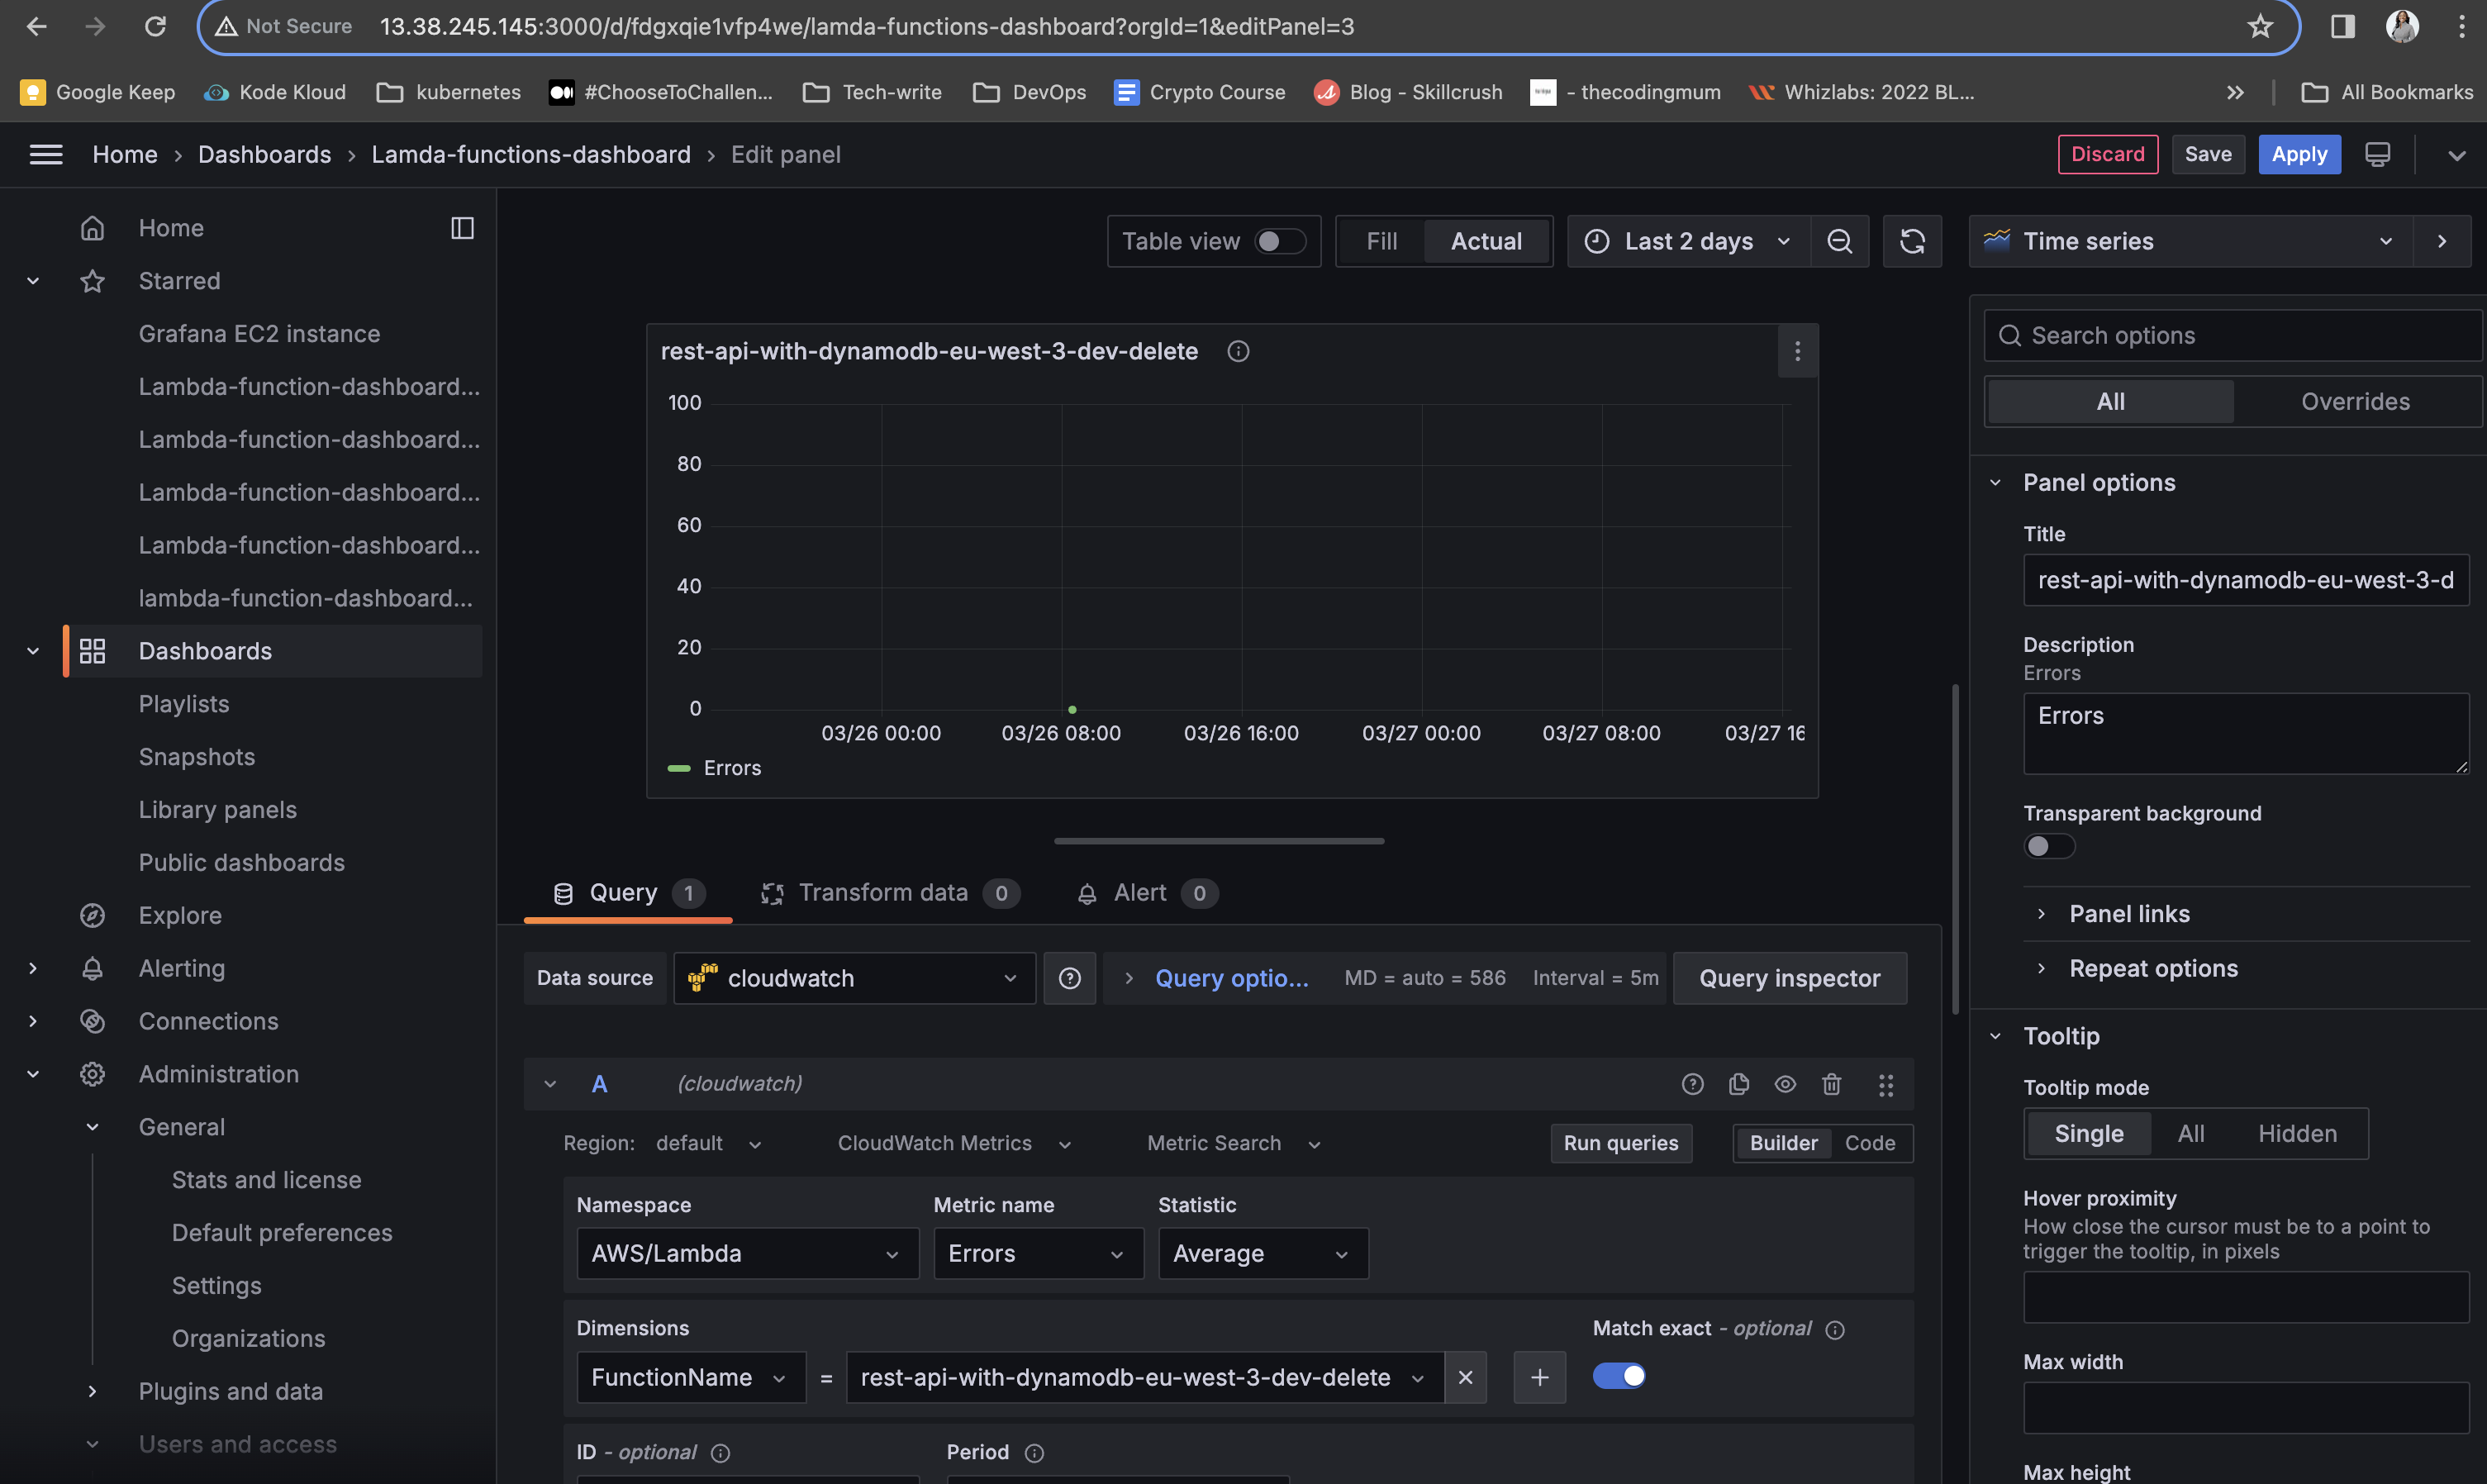 Not Secure 13.38.245.145:3000/d/fdgxqie1vfp4we/lamda-functions-dashboard?orgId=1&editPanel=3
Google Keep Kode Kloud kubernetes #ChooseToChallen... Tech-write DevOps Crypto Course Blog - Skillcrush - thecodingmum Whizlabs: 2022 BL... » All Bookmarks
Home › Dashboards › Lamda-functions-dashboard › Edit panel Discard Save Apply
Home
Starred
Grafana EC2 instance
Lambda-function-dashboard...
Lambda-function-dashboard...
Lambda-function-dashboard...
Lambda-function-dashboard...
lambda-function-dashboard...
Dashboards
Playlists
Snapshots
Library panels
Public dashboards
Explore
Alerting
Connections
Administration
General
Stats and license
Default preferences
Settings
Organizations
Plugins and data
Users and access
Table view Fill Actual Last 2 days
rest-api-with-dynamodb-eu-west-3-dev-delete
100
80
60
40
20
0
03/26 00:00 03/26 08:00 03/26 16:00 03/27 00:00 03/27 08:00 03/27 16
Errors
Query 1 Transform data 0 Alert 0
Data source cloudwatch Query optio... MD = auto = 586 Interval = 5m Query inspector
A (cloudwatch)
Region: default CloudWatch Metrics Metric Search Run queries Builder Code
Namespace Metric name Statistic
AWS/Lambda Errors Average
Dimensions Match exact - optional
FunctionName = rest-api-with-dynamodb-eu-west-3-dev-delete
ID - optional Period
Time series
Search options
All Overrides
Panel options
Title
rest-api-with-dynamodb-eu-west-3-d
Description
Errors
Errors
Transparent background
Panel links
Repeat options
Tooltip
Tooltip mode
Single All Hidden
Hover proximity
How close the cursor must be to a point to
trigger the tooltip, in pixels
Max width
Max height